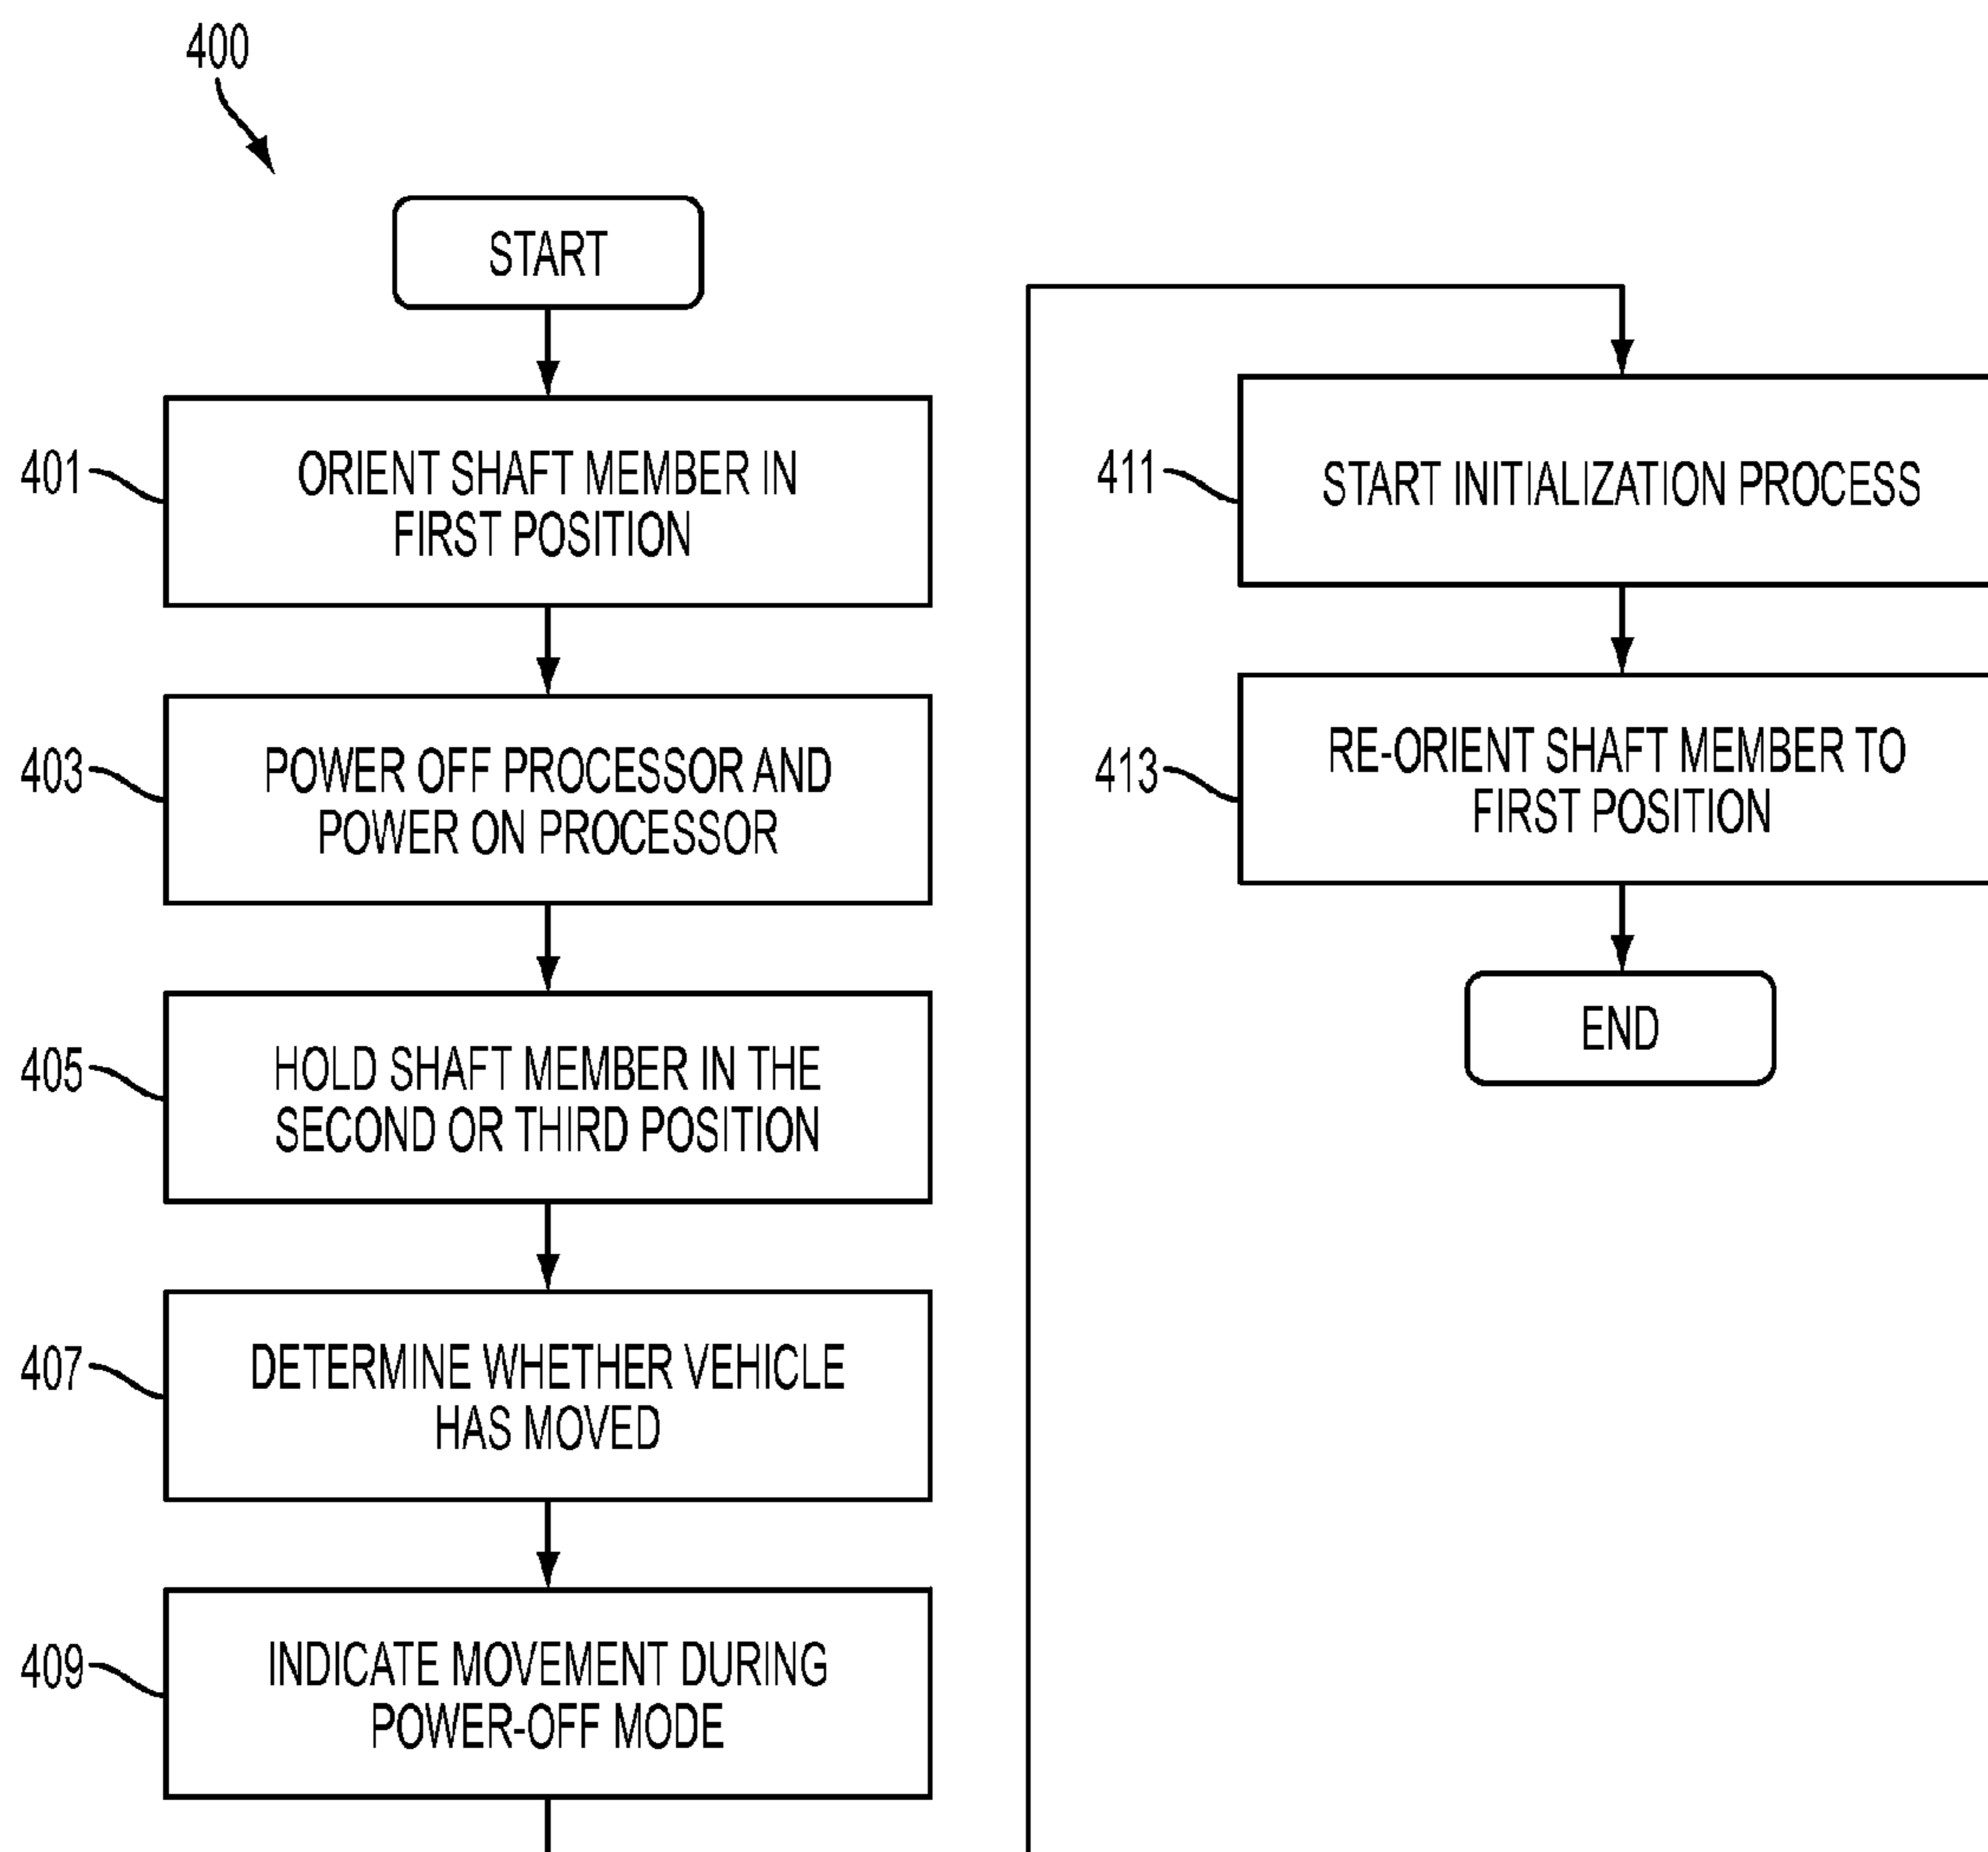 400
START
401
ORIENT SHAFT MEMBER IN
FIRST POSITION
403
POWER OFF PROCESSOR AND
POWER ON PROCESSOR
405
HOLD SHAFT MEMBER IN THE
SECOND OR THIRD POSITION
407
DETERMINE WHETHER VEHICLE
HAS MOVED
409
INDICATE MOVEMENT DURING
POWER-OFF MODE
411
START INITIALIZATION PROCESS
413
RE-ORIENT SHAFT MEMBER TO
FIRST POSITION
END